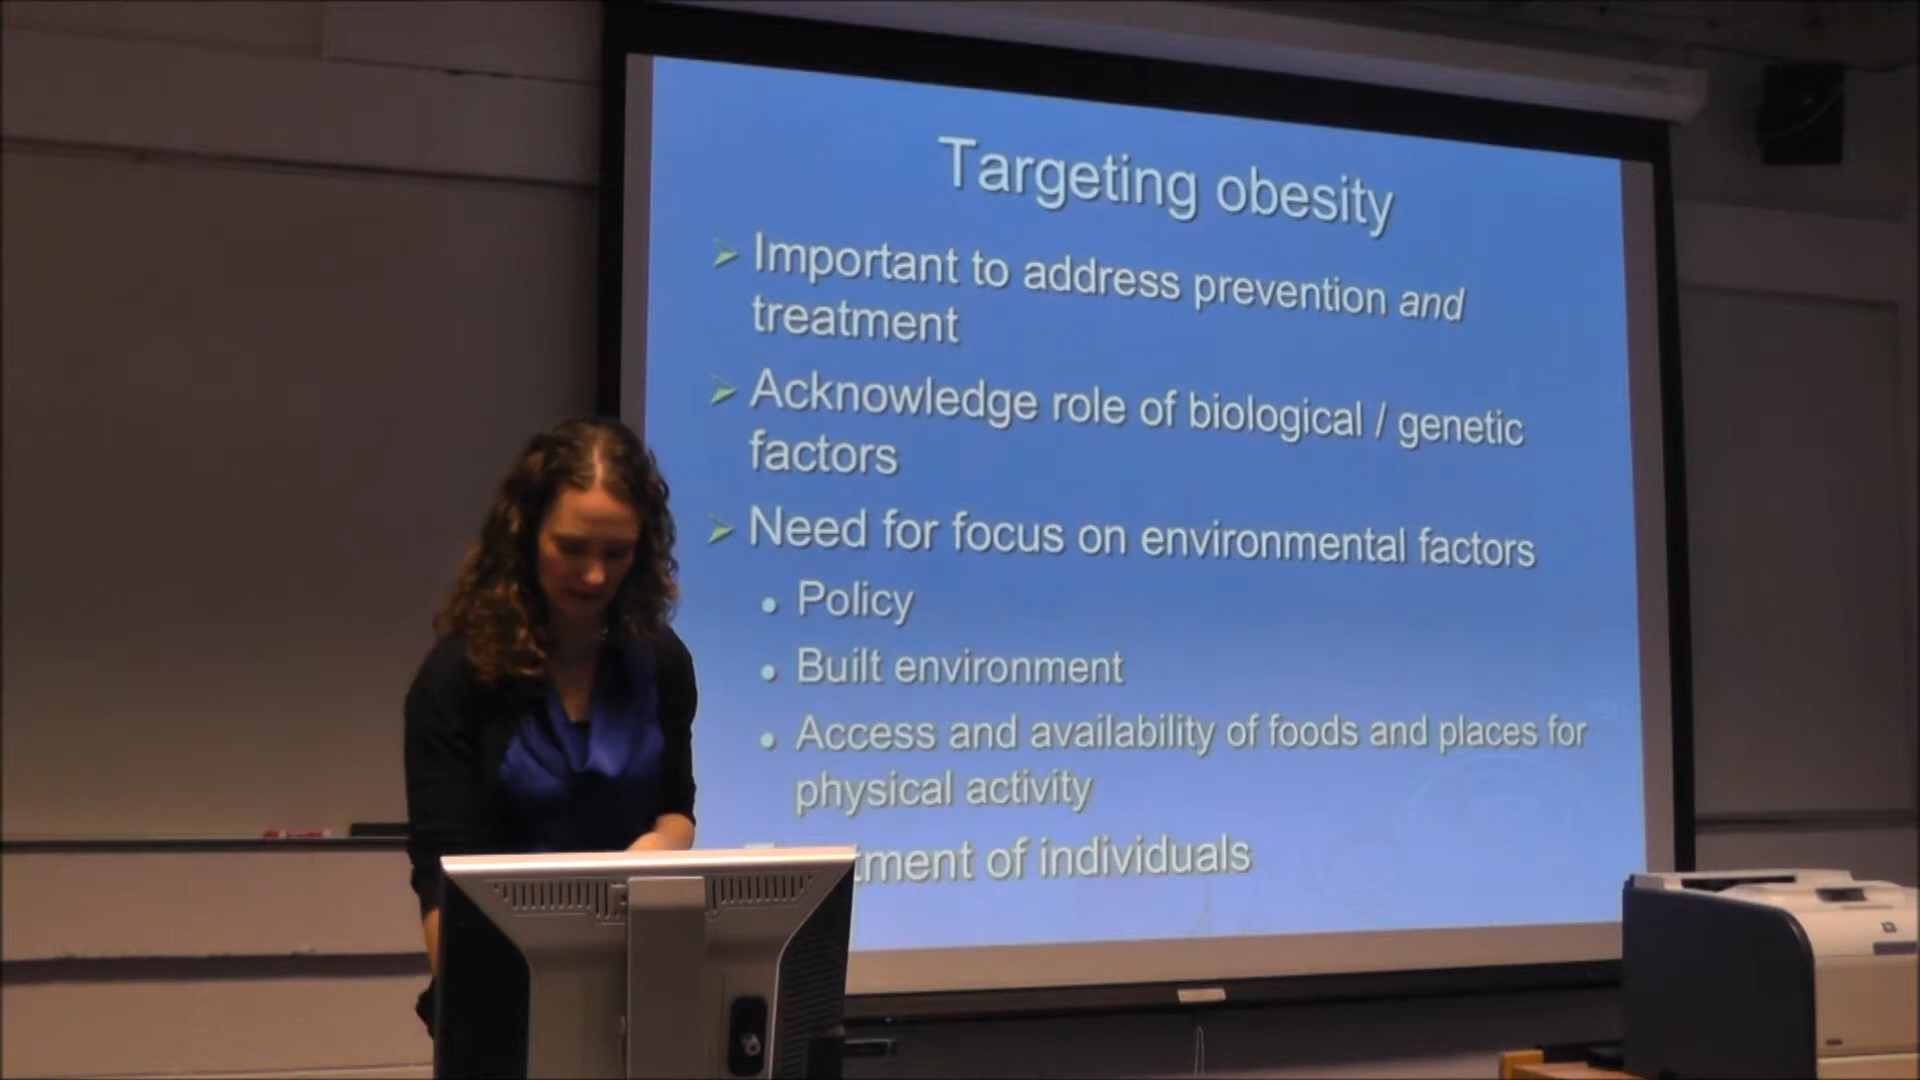 Targeting obesity
Important to address prevention and
treatment
Acknowledge role of biological / genetic
factors
Need for focus on environmental factors
Policy
Built environment
Access and availability of foods and places for
physical activity
of individuals